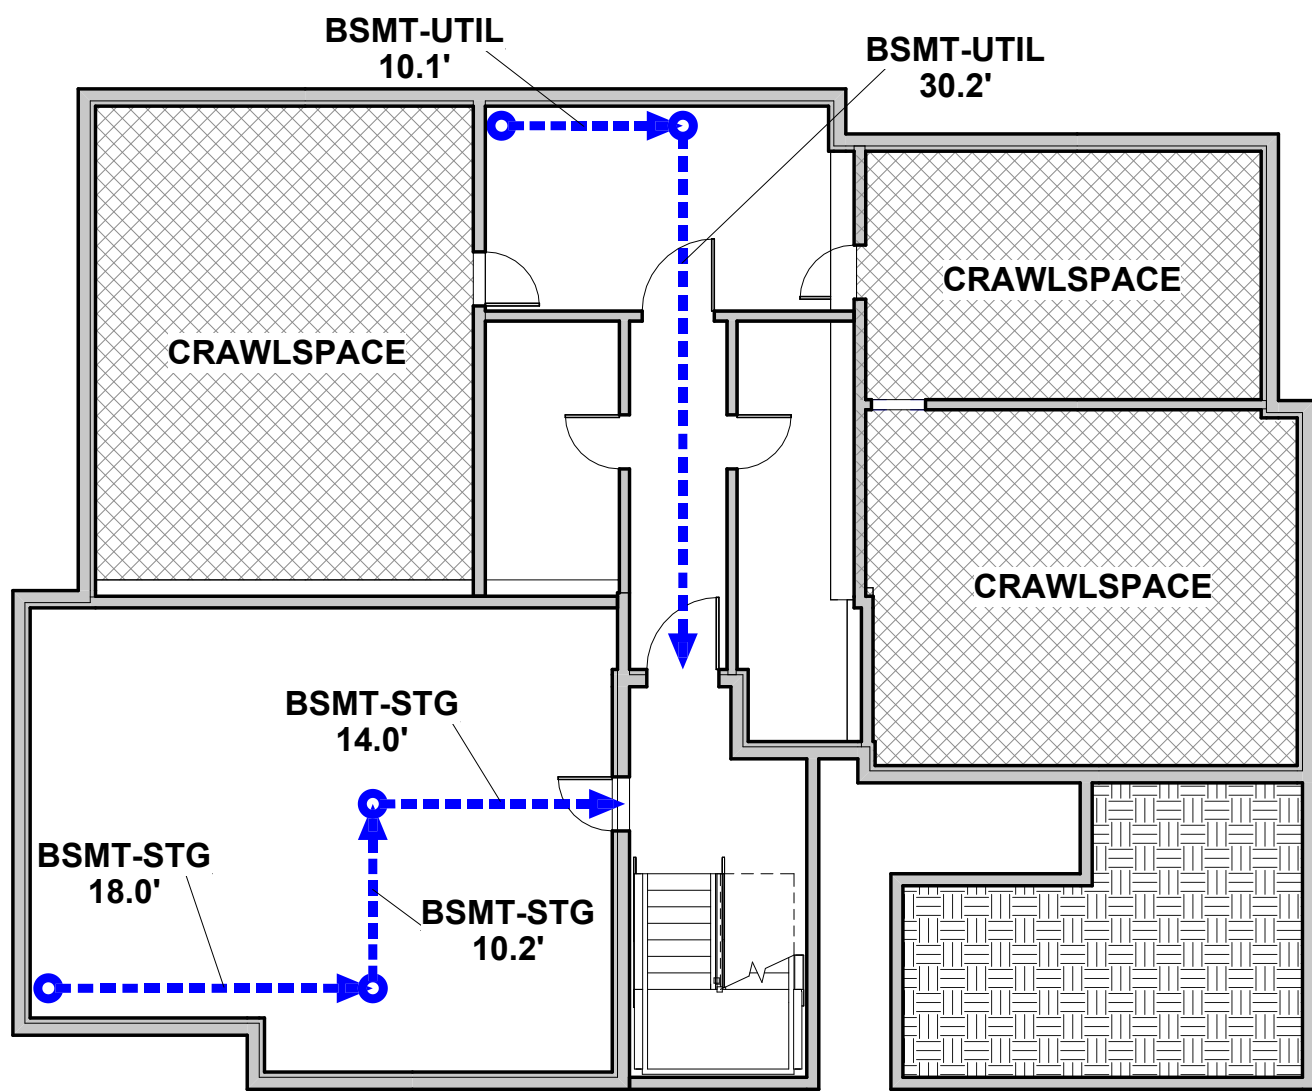 BSMT-UTIL
10.1'
BSMT-UTIL
30.2'
CRAWLSPACE
CRAWLSPACE
CRAWLSPACE
BSMT-STG
14.0'
BSMT-STG
18.0'
BSMT-STG
10.2'